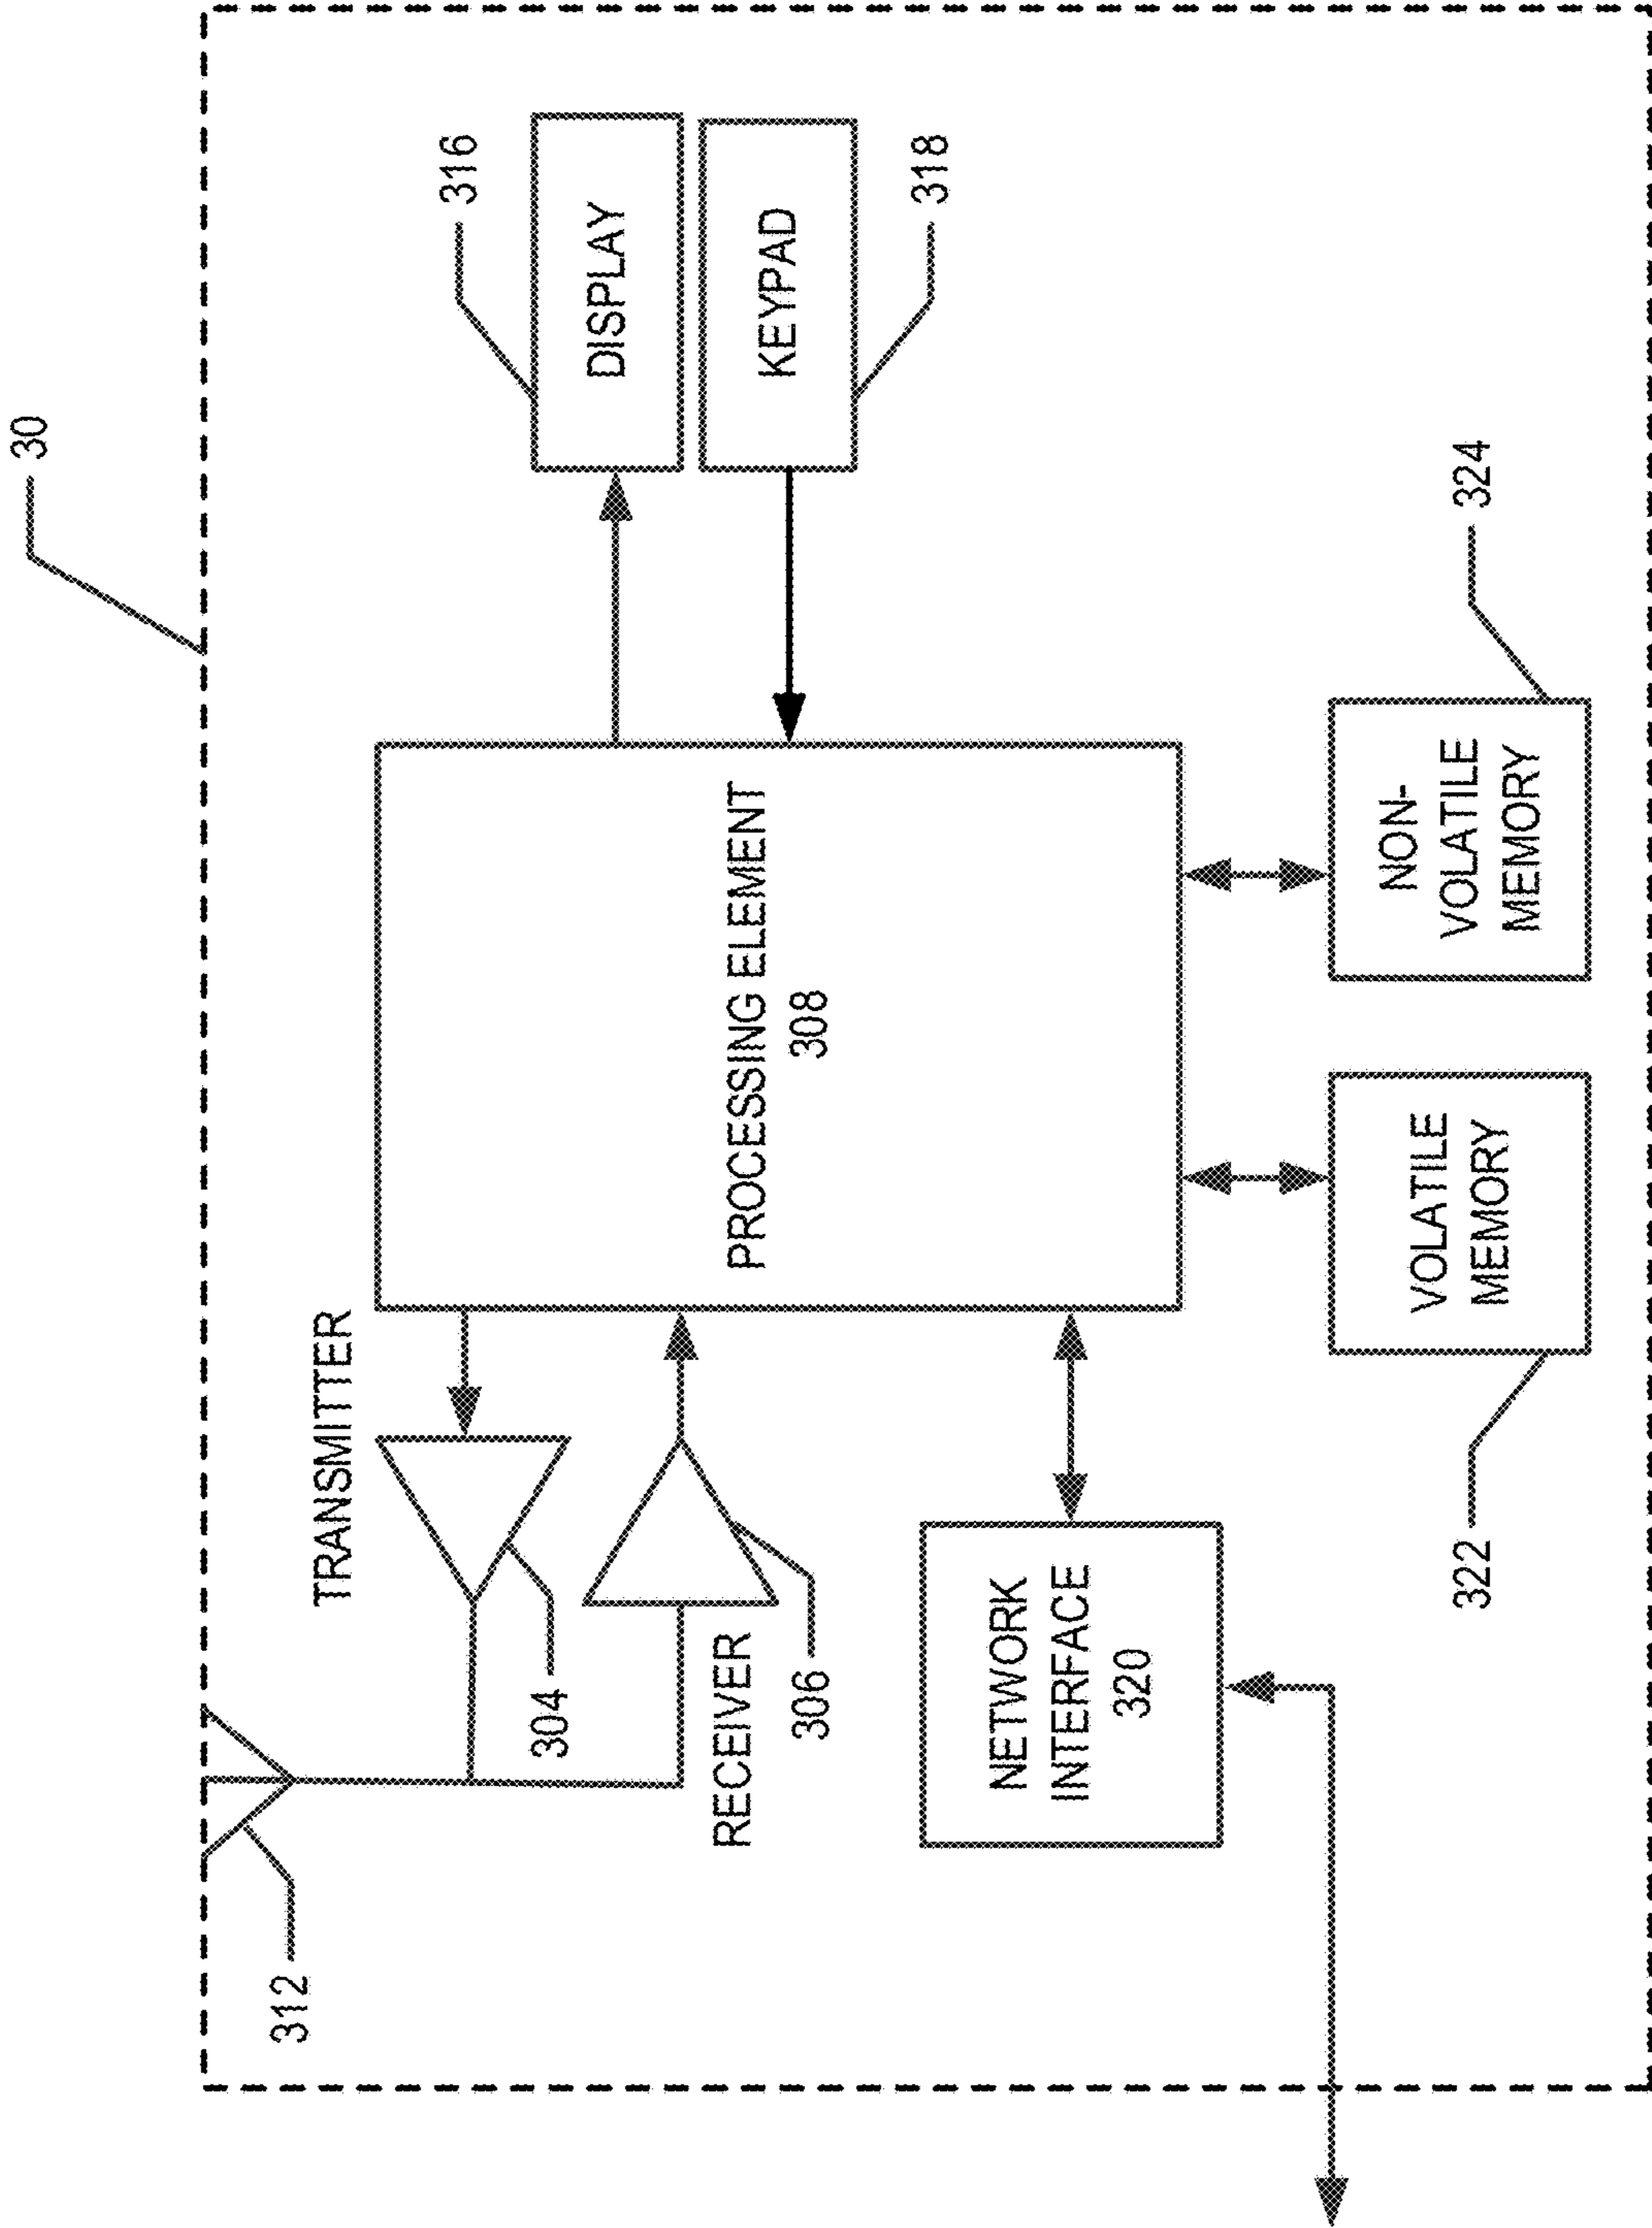 30
312
TRANSMITTER
304
RECEIVER
306
PROCESSING ELEMENT
308
316
DISPLAY
KEYPAD
318
NETWORK
INTERFACE
320
322
VOLATILE
MEMORY
NON-
VOLATILE
MEMORY
324